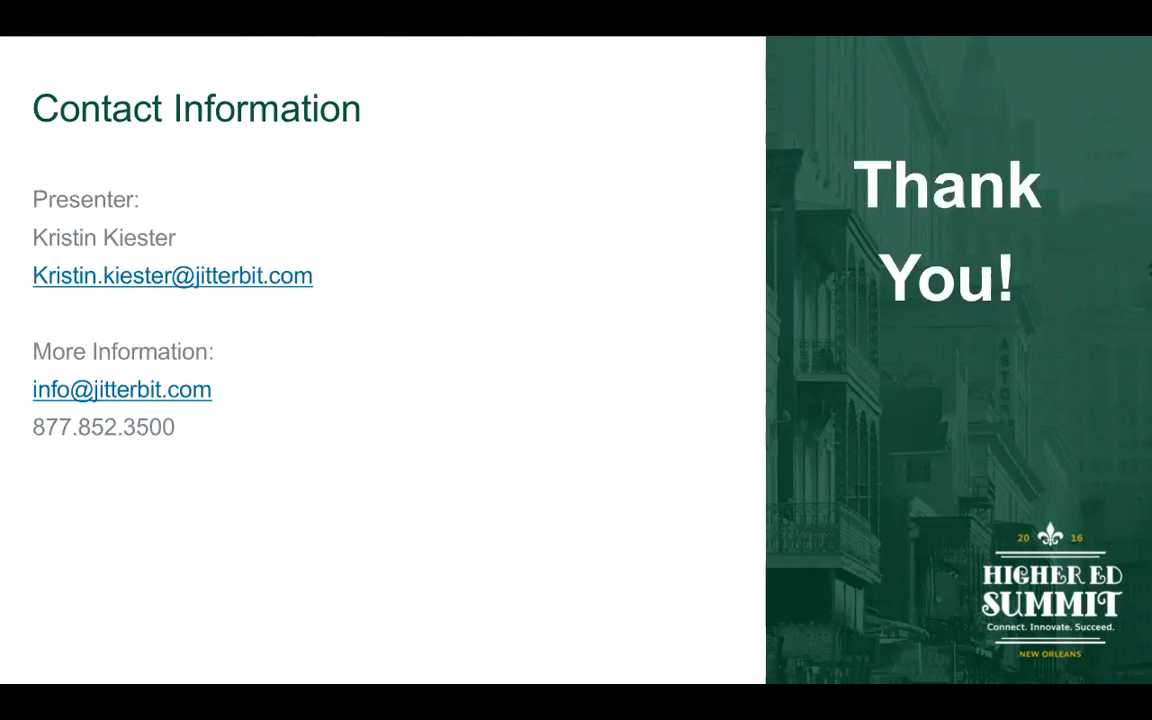 Contact Information
Presenter:
Kristin Kiester
Kristin.kiester@jitterbit.com
More Information:
info@jitterbit.com
877.852.3500
Thank
You!
ASTOR
20 16
HIGHER ED
SUMMIT
Connect. Innovate. Succeed.
NEW ORLEANS